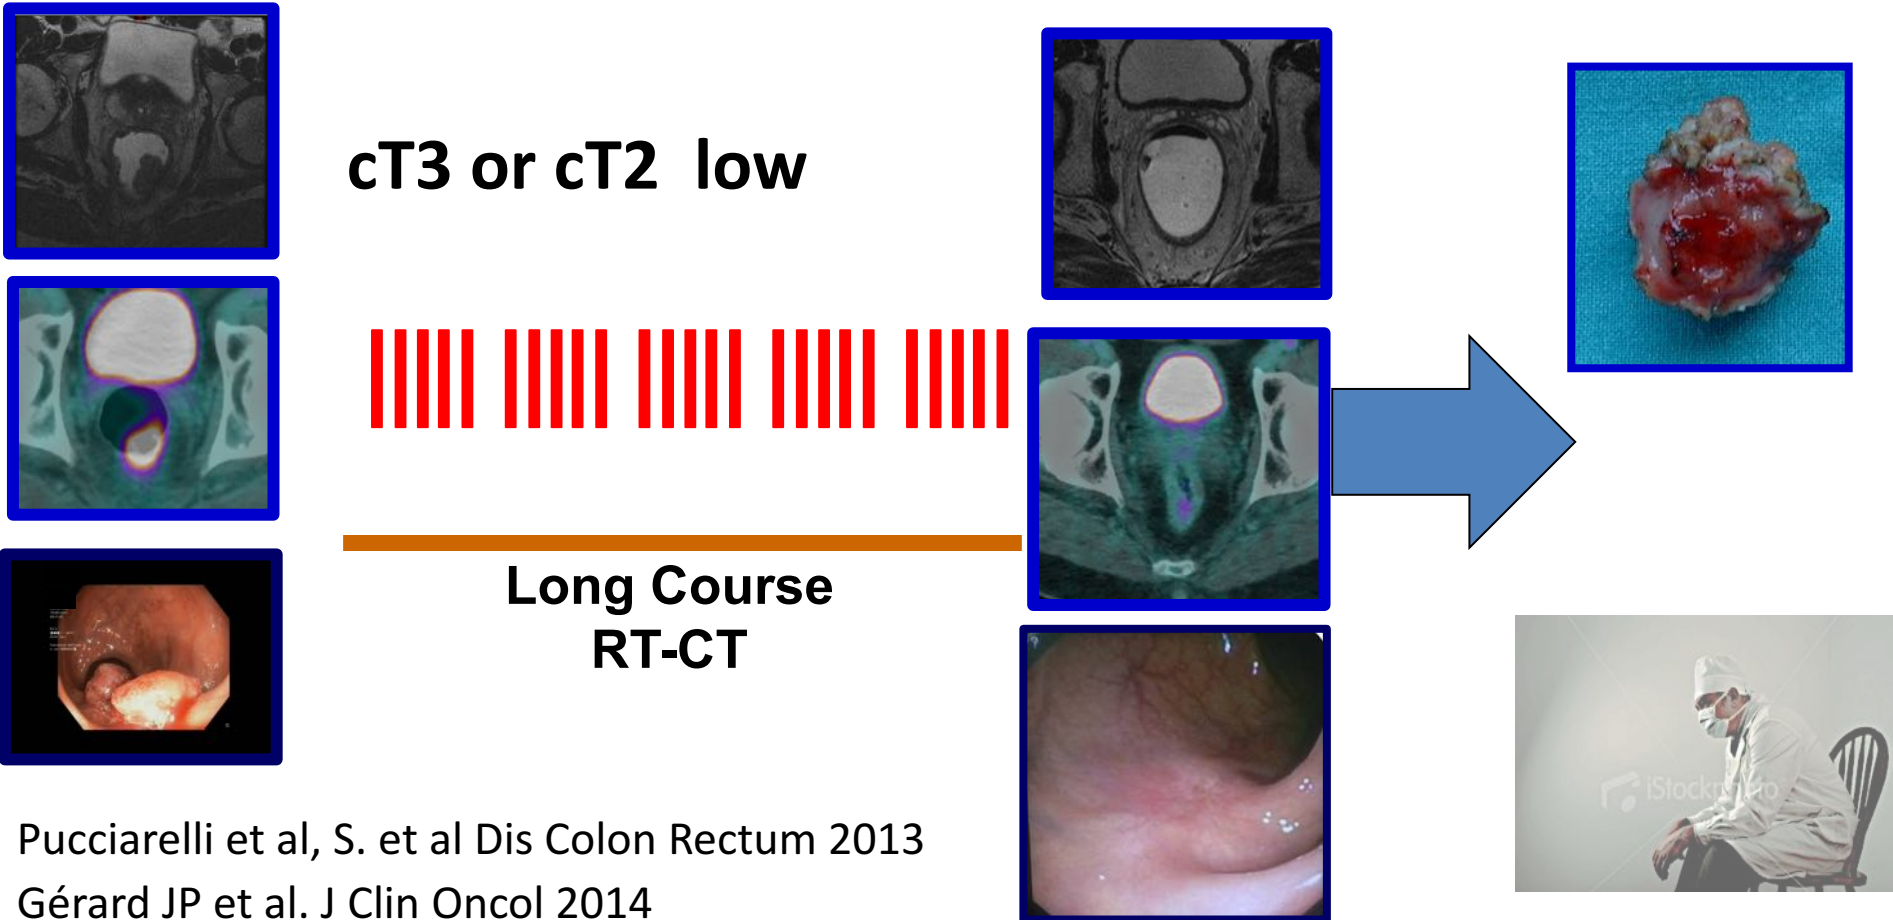 cT3 or cT2 low
Long Course
RT-CT
iStockphoto
Pucciarelli et al, S. et al Dis Colon Rectum 2013
Gérard JP et al. J Clin Oncol 2014